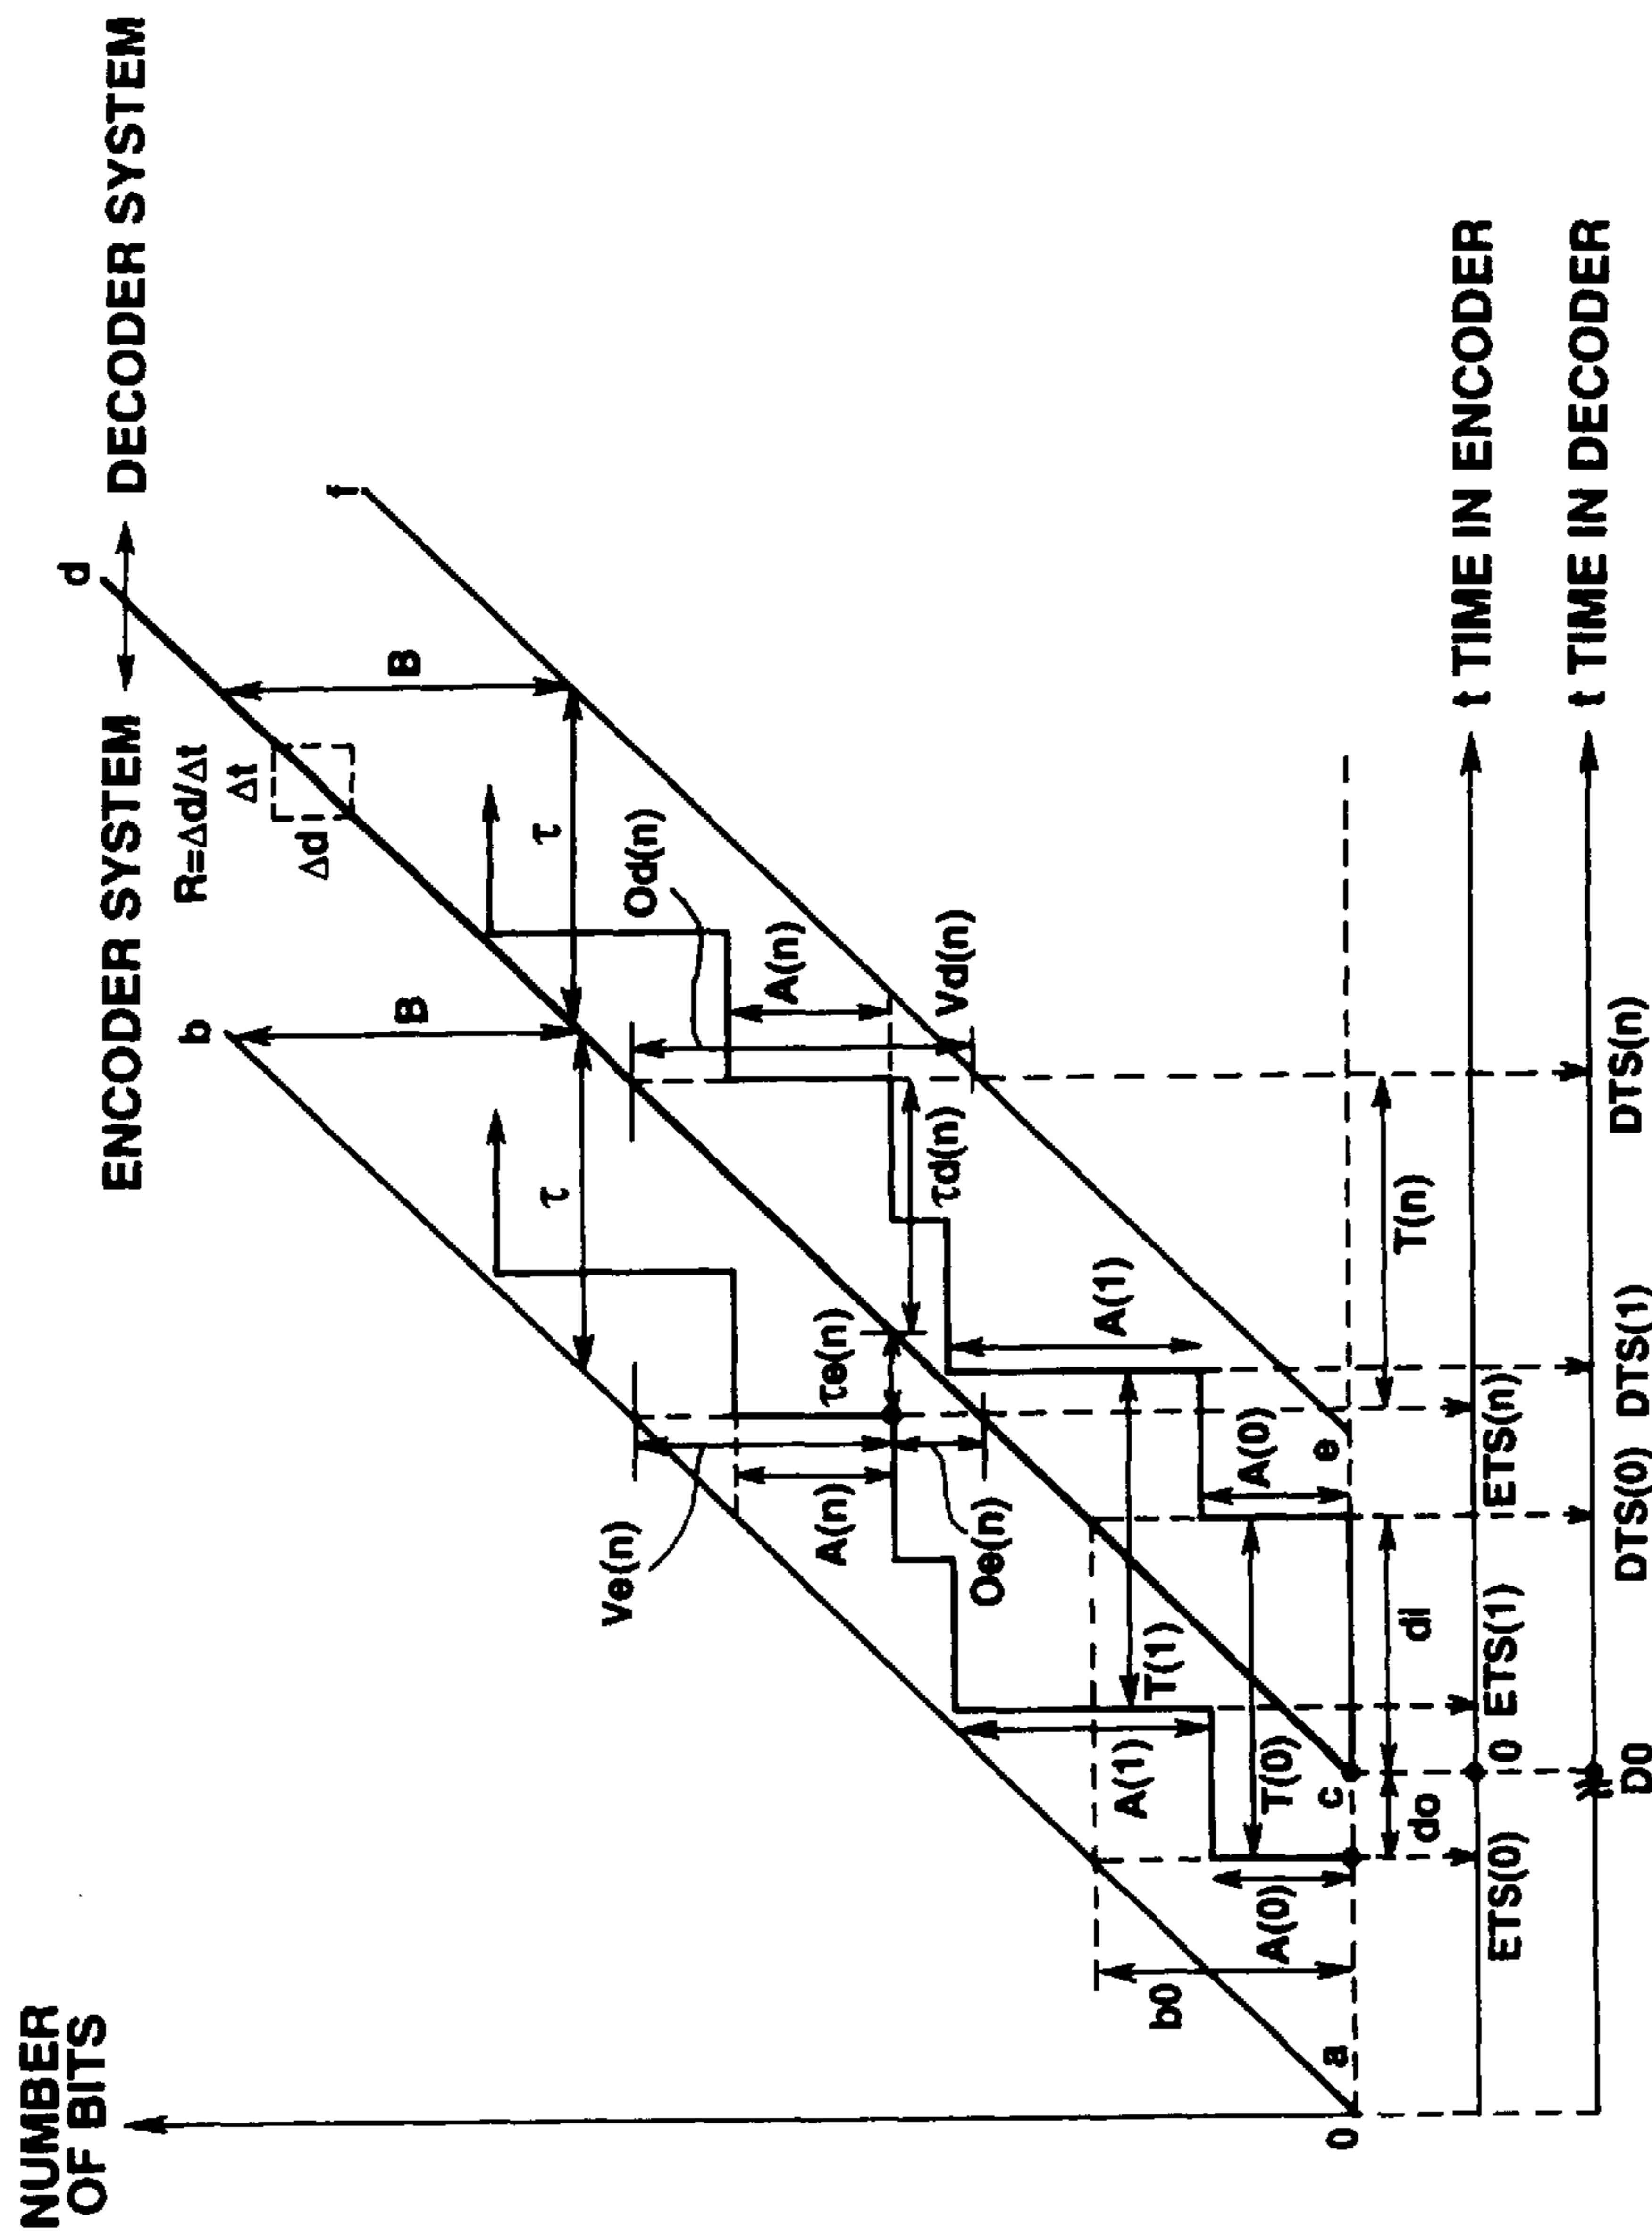 NUMBER
OF BITS
ENCODER SYSTEM
DECODER SYSTEM
d
b
f
R=Δd/Δt
Δt
Δd
B
B
τ
τ
Od(n)
Ve(n)
A(n)
A(n)
τe(n)
τd(n)
Vd(n)
Oe(n)
A(1)
A(1)
T(1)
T(0)
A(0)
A(0)
b0
T(n)
0
a
c
e
do
di
ETS(0)
0
ETS(1)
ETS(n)
t TIME IN ENCODER
D0
DTS(0)
DTS(1)
DTS(n)
t TIME IN DECODER